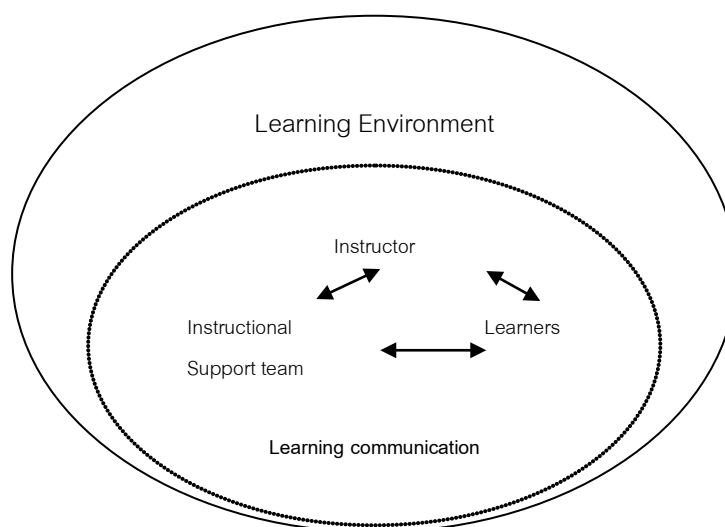 Learning Environment
Instructor
Instructional
Support team
Learners
Learning communication